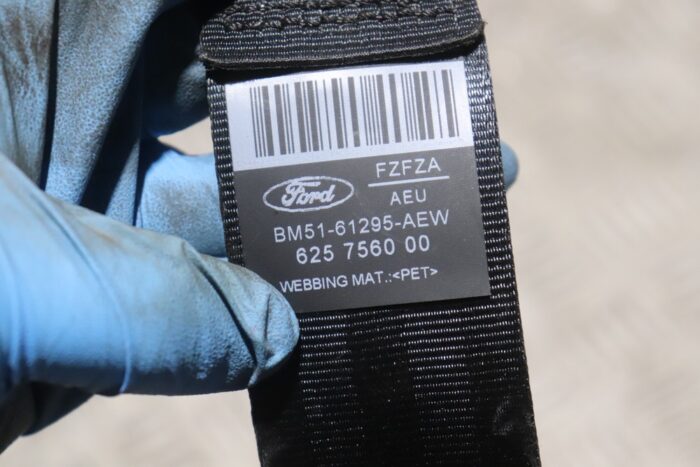 Ford
FZFZA
AEU
BM51-61295-AEW
625 7560 00
WEBBING MAT.:<PET>